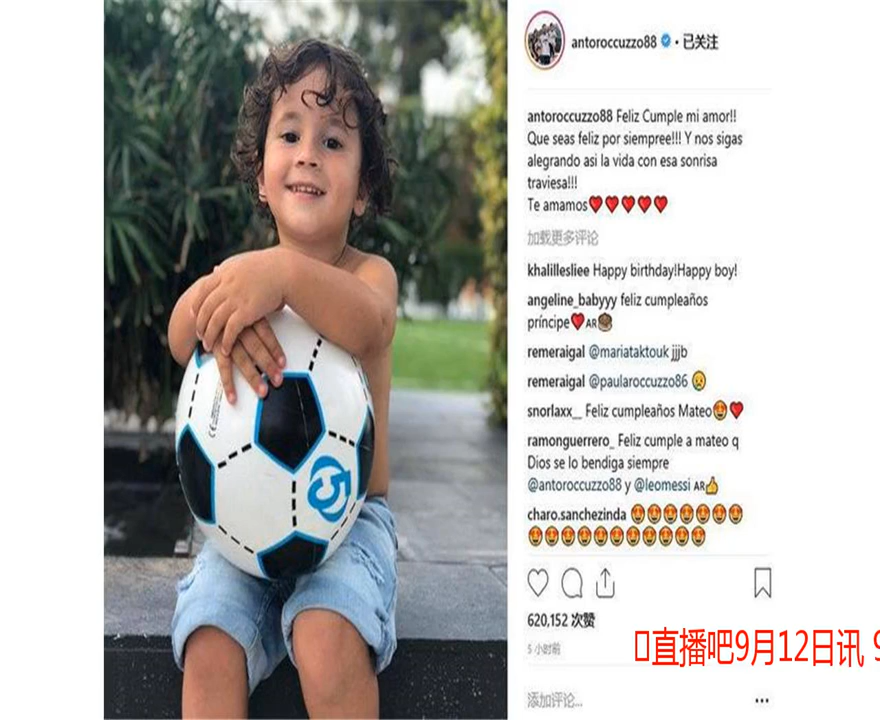 antoroccuzzo88 • 已关注
antoroccuzzo88 Feliz Cumple mi amor!!
Que seas feliz por siempreee!!! Y nos sigas
alegrando asi la vida con esa sonrisa
traviesa!!!
Te amamos❤❤❤❤❤
加载更多评论
khalillesliee Happy birthday!Happy boy!
angeline_babyyy feliz cumpleaños
príncipe❤AR🎂
remeraigal @mariataktouk jjjb
remeraigal @paularoccuzzo86 😢
snorlaxx__ Feliz cumpleaños Mateo🤩❤
ramonguerrero_ Feliz cumple a mateo q
Dios se lo bendiga siempre
@antoroccuzzo88 y @leomessi AR👍
charo.sanchezinda 🤩🤩🤩🤩🤩🤩🤩
🤩🤩🤩🤩🤩🤩🤩🤩🤩🤩🤩
620,152 次赞
直播吧9月12日讯 9
5 小时前
添加评论...
5